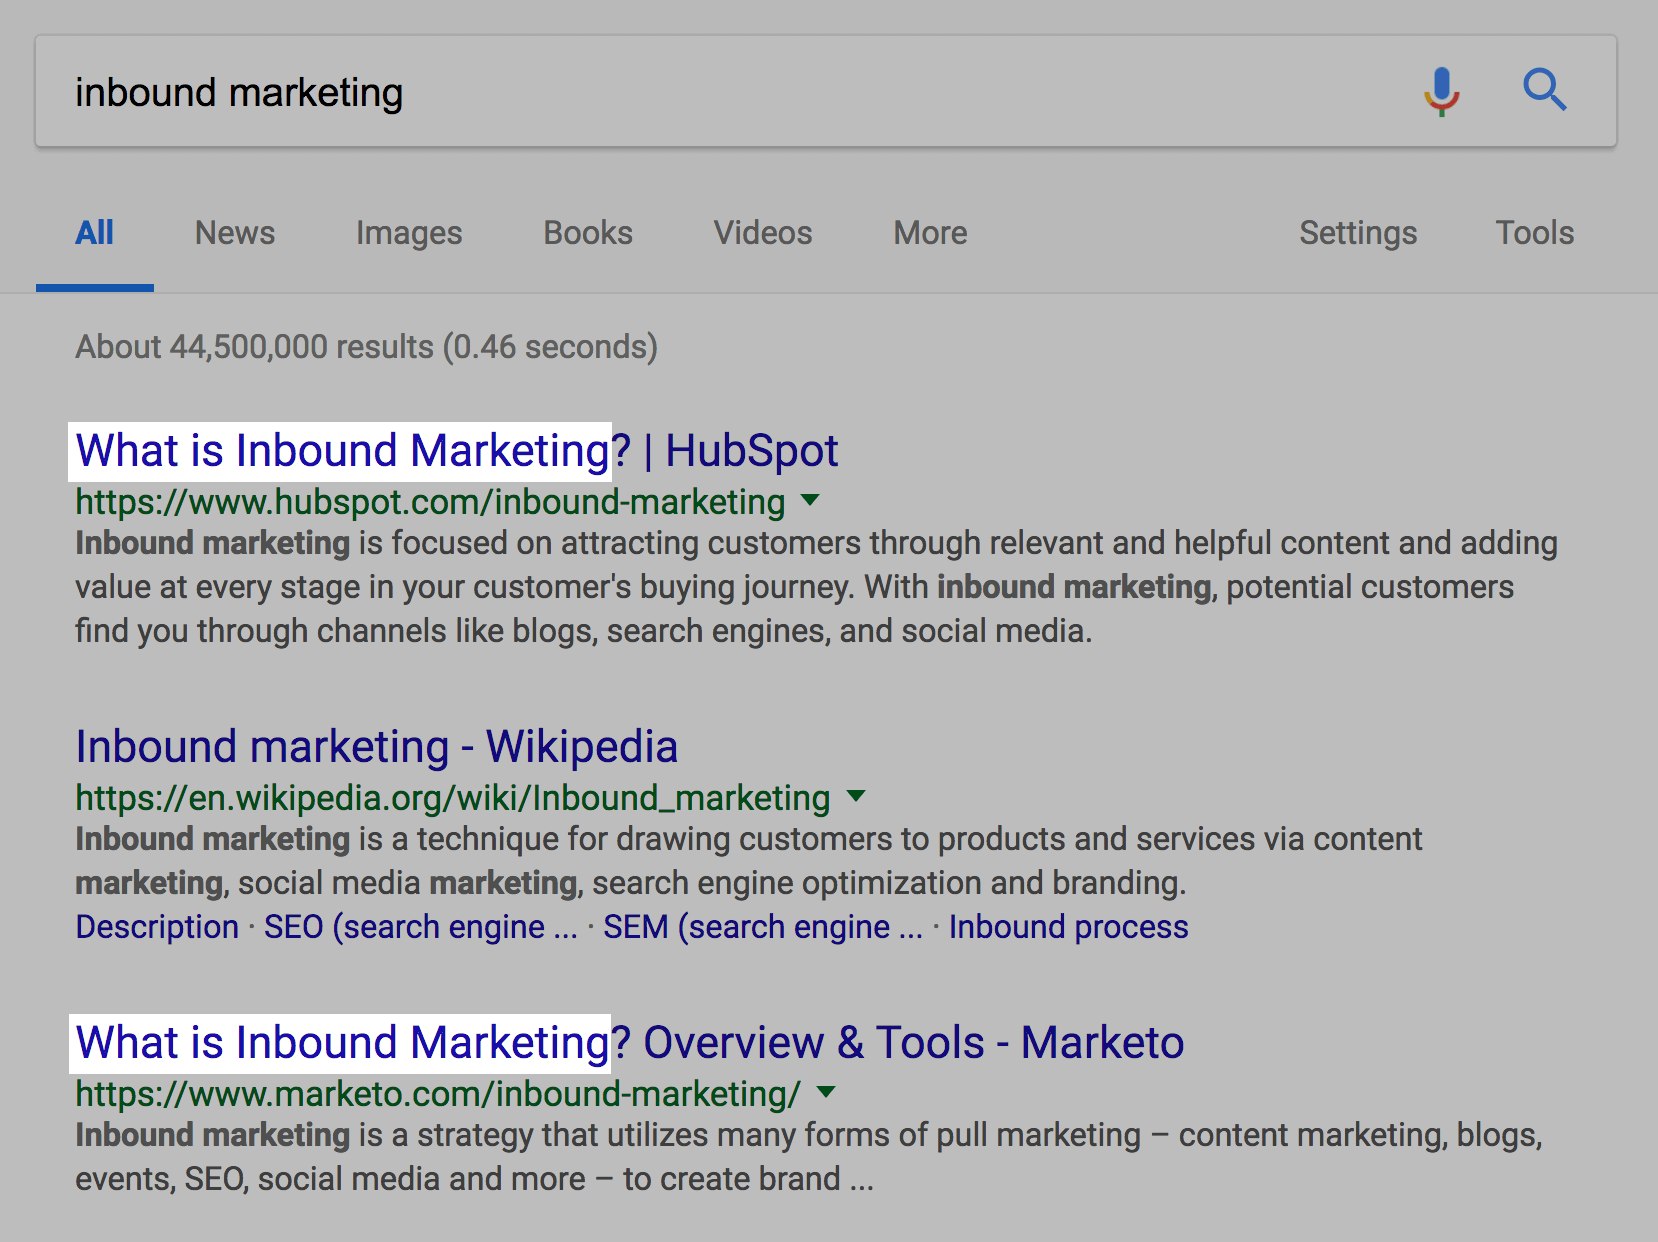 inbound marketing
All News Images Books Videos More Settings Tools
About 44,500,000 results (0.46 seconds)
What is Inbound Marketing? | HubSpot
https://www.hubspot.com/inbound-marketing
Inbound marketing is focused on attracting customers through relevant and helpful content and adding
value at every stage in your customer's buying journey. With inbound marketing, potential customers
find you through channels like blogs, search engines, and social media.
Inbound marketing - Wikipedia
https://en.wikipedia.org/wiki/Inbound_marketing
Inbound marketing is a technique for drawing customers to products and services via content
marketing, social media marketing, search engine optimization and branding.
Description · SEO (search engine ... · SEM (search engine ... · Inbound process
What is Inbound Marketing? Overview & Tools - Marketo
https://www.marketo.com/inbound-marketing/
Inbound marketing is a strategy that utilizes many forms of pull marketing – content marketing, blogs,
events, SEO, social media and more – to create brand ...